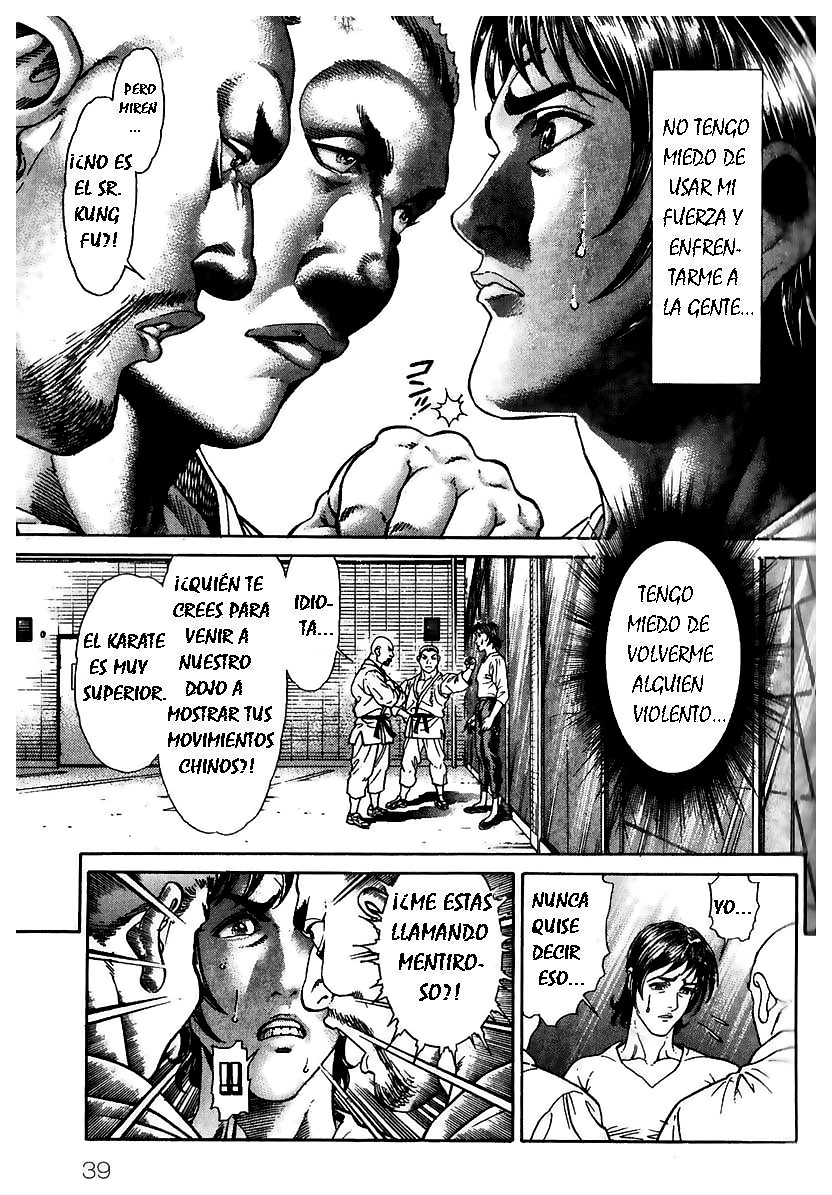 NO TENGO
MIEDO DE
USAR MI
FUERZA Y
ENFREN-
TARME A
LA GENTE...
PERO
MIREN
...
¡¿NO ES
EL SR.
KUNG
FU?!
TENGO
MIEDO DE
VOLVERME
ALGUIEN
VIOLENTO...
IDIO-
TA...
¡¿QUIÉN TE
CREES PARA
VENIR A
NUESTRO
DOJO A
MOSTRAR TUS
MOVIMIENTOS
CHINOS?!
EL KARATE
ES MUY
SUPERIOR.
YO...
NUNCA
QUISE
DECIR
ESO...
¡¿ME ESTAS
LLAMANDO
MENTIRO-
SO?!
!!
39